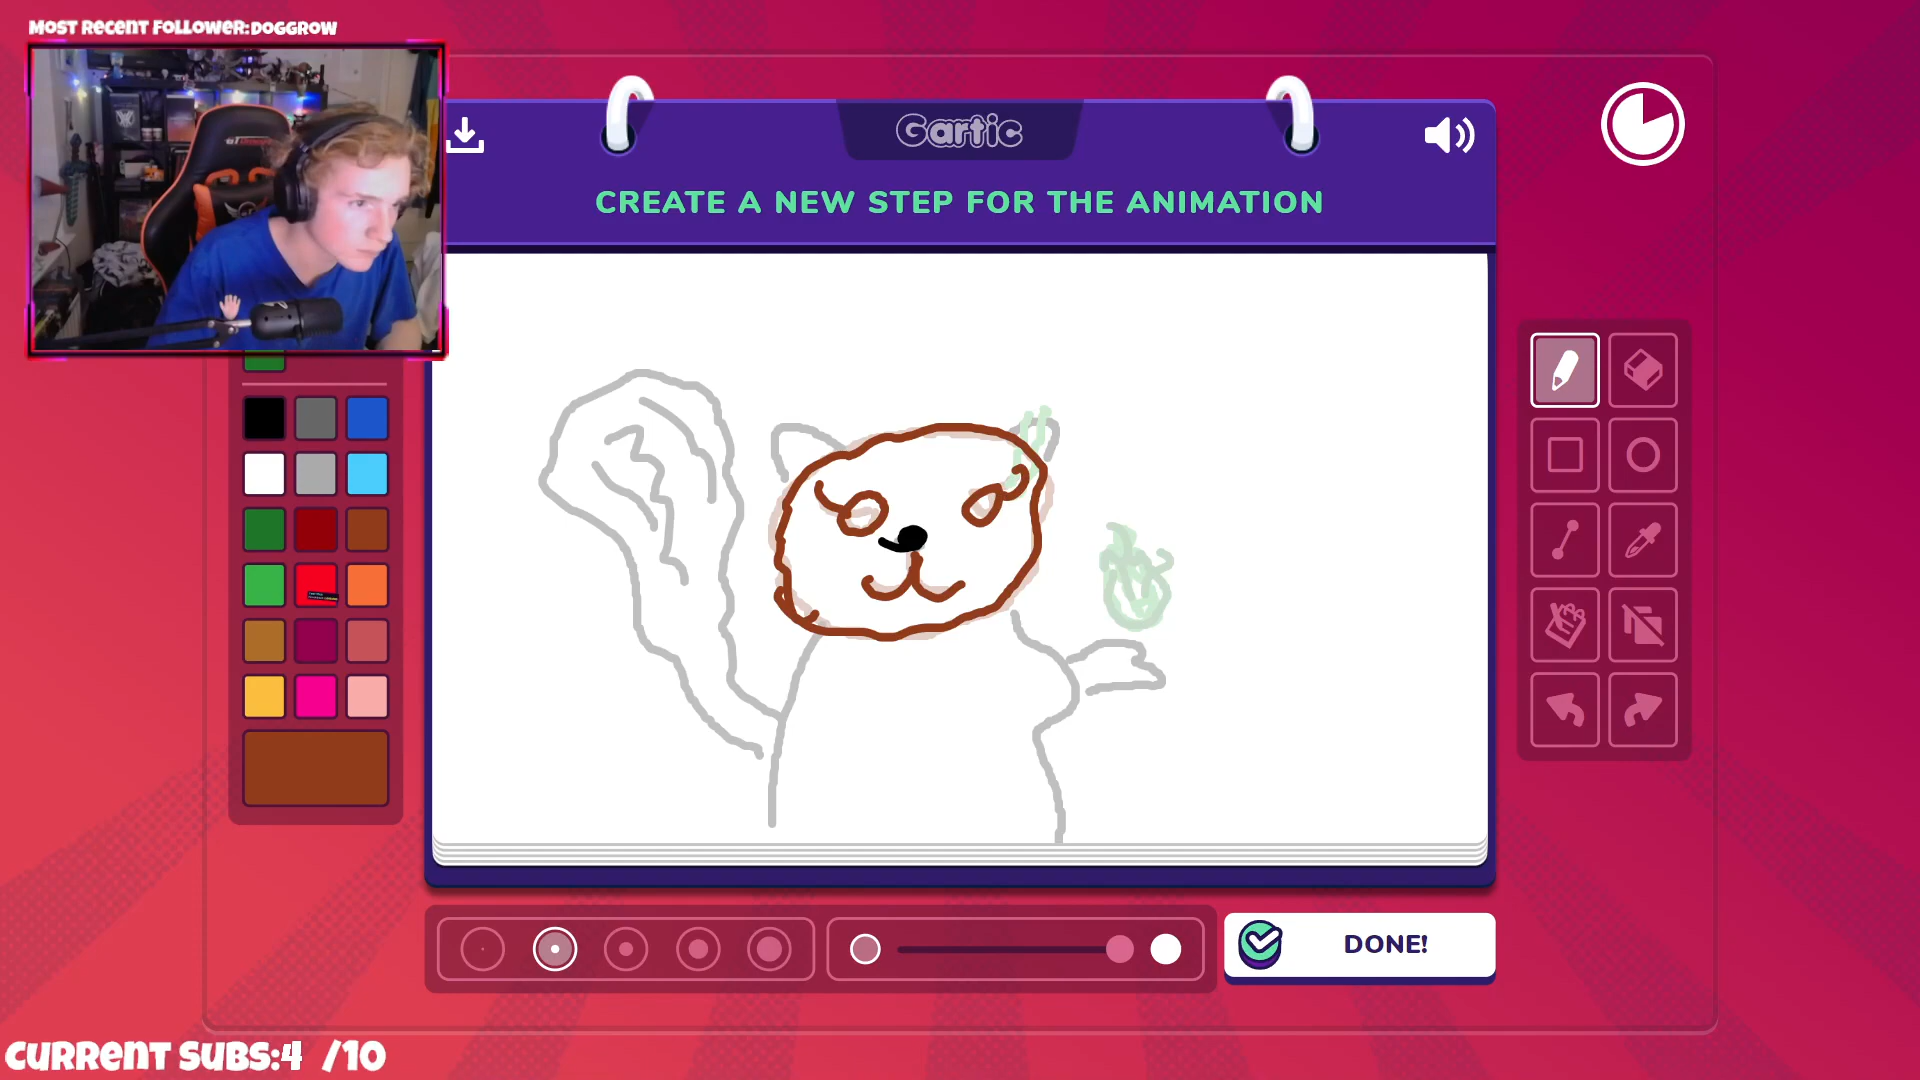 MOST RECENT FOLLOWER:DOGGROW
Gartic
CREATE A NEW STEP FOR THE ANIMATION
DONE!
CURRENT SUBS:4 /10